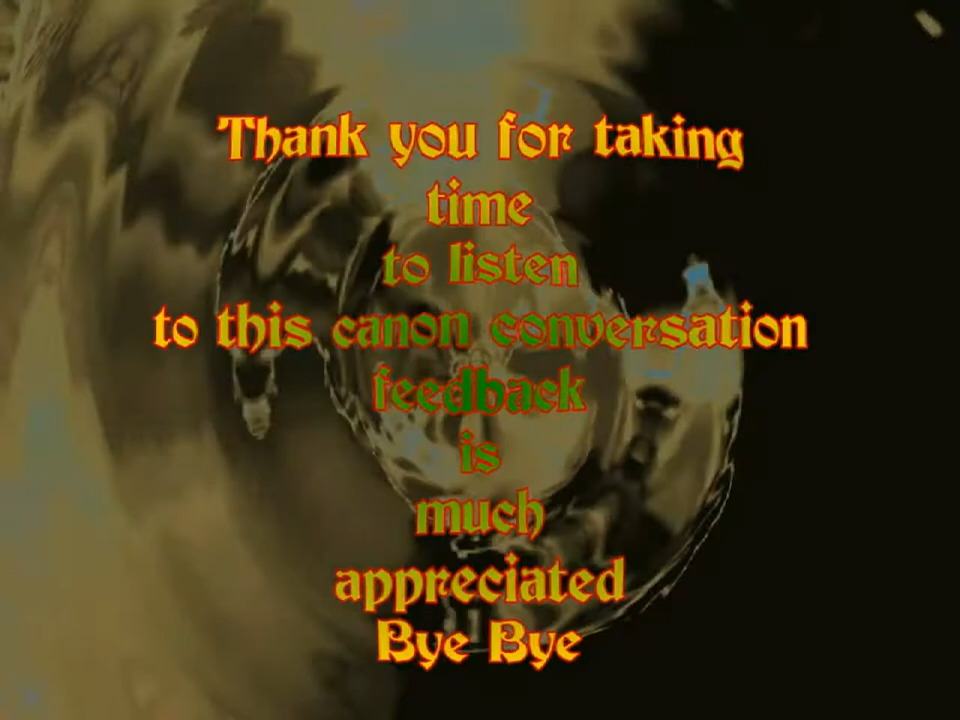 Thank you for taking
time
to listen
to this canon conversation
feedback
is
much
appreciated
Bye Bye